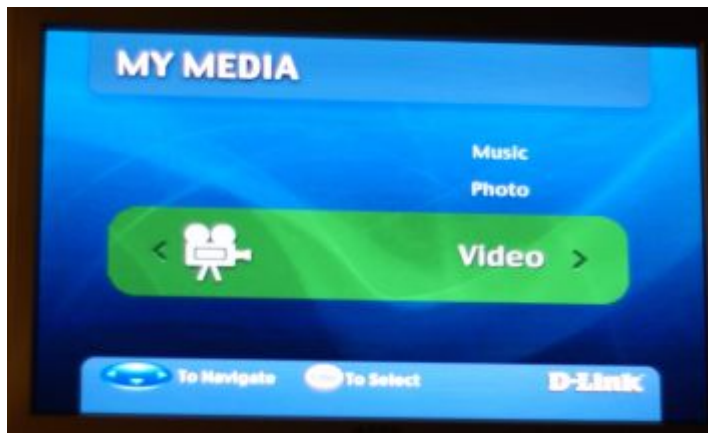 MY MEDIA
Music
Photo
Video
To Navigate
To Select
D-Link